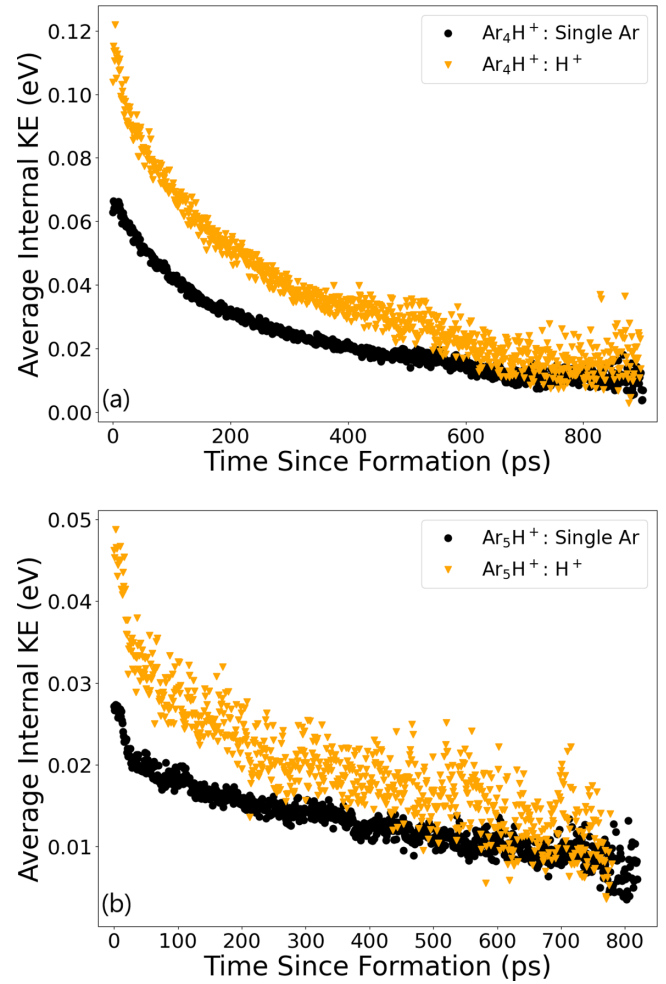 Average Internal KE (eV)
0.12
0.10
0.08
0.06
0.04
0.02
0.00
Ar₄H⁺: Single Ar
Ar₄H⁺: H⁺
(a)
0 200 400 600 800
Time Since Formation (ps)
Average Internal KE (eV)
0.05
0.04
0.03
0.02
0.01
Ar₅H⁺: Single Ar
Ar₅H⁺: H⁺
(b)
0 100 200 300 400 500 600 700 800
Time Since Formation (ps)